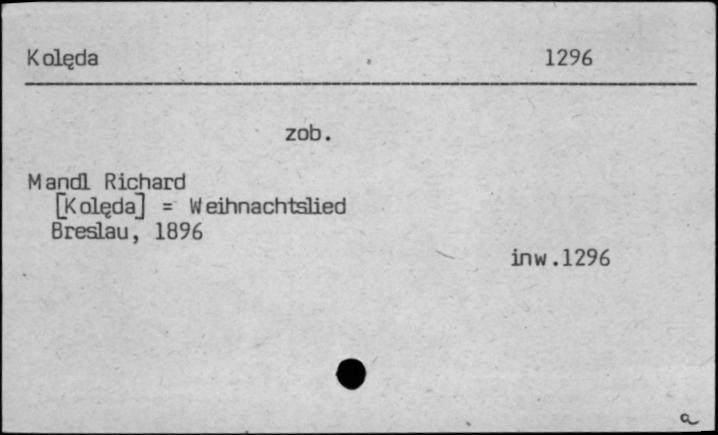 Kolęda 1296
zob.
Mandl Richard
[Kolęda] = Weihnachtslied
Breslau, 1896
inw.1296
a